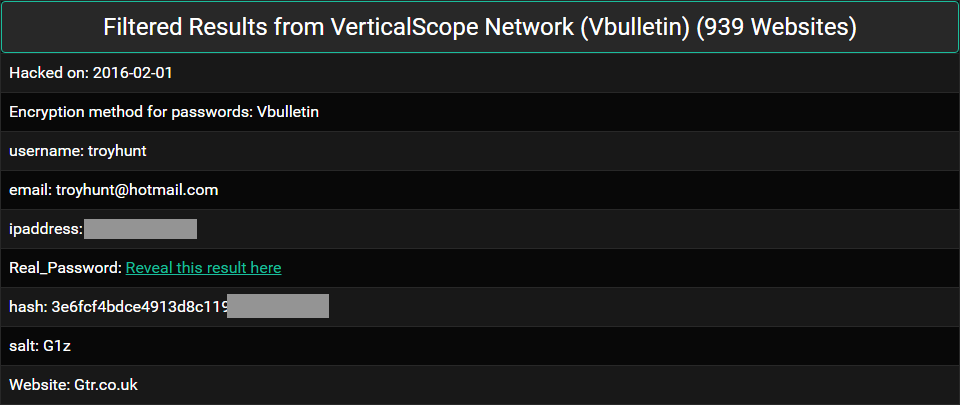 Filtered Results from VerticalScope Network (Vbulletin) (939 Websites)
Hacked on: 2016-02-01
Encryption method for passwords: Vbulletin
username: troyhunt
email: troyhunt@hotmail.com
ipaddress:
Real_Password: Reveal this result here
hash: 3e6fcf4bdce4913d8c119
salt: G1z
Website: Gtr.co.uk